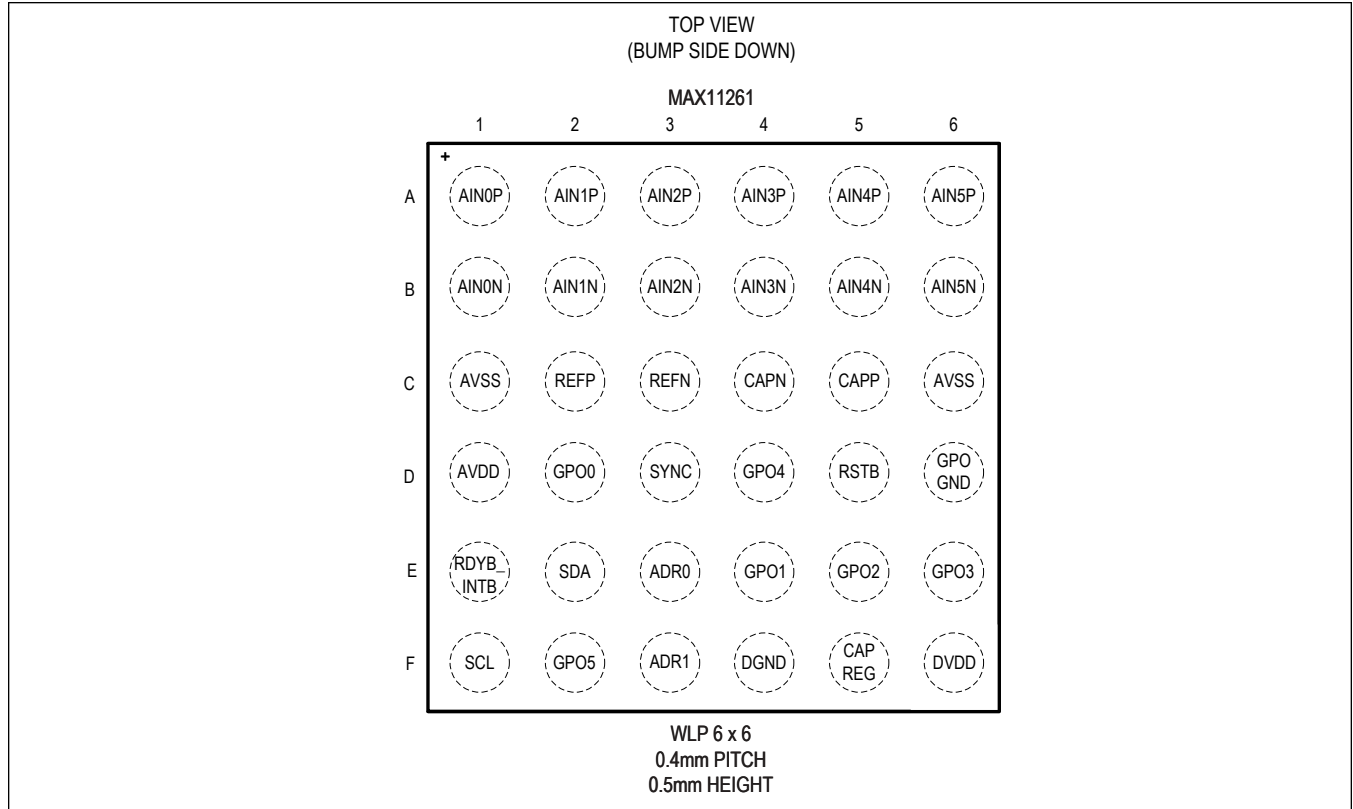 TOP VIEW
(BUMP SIDE DOWN)
MAX11261
1 2 3 4 5 6
+
A AIN0P AIN1P AIN2P AIN3P AIN4P AIN5P
B AIN0N AIN1N AIN2N AIN3N AIN4N AIN5N
C AVSS REFP REFN CAPN CAPP AVSS
D AVDD GPO0 SYNC GPO4 RSTB GPO
GND
E RDYB_
INTB SDA ADR0 GPO1 GPO2 GPO3
F SCL GPO5 ADR1 DGND CAP
REG DVDD
WLP 6 x 6
0.4mm PITCH
0.5mm HEIGHT